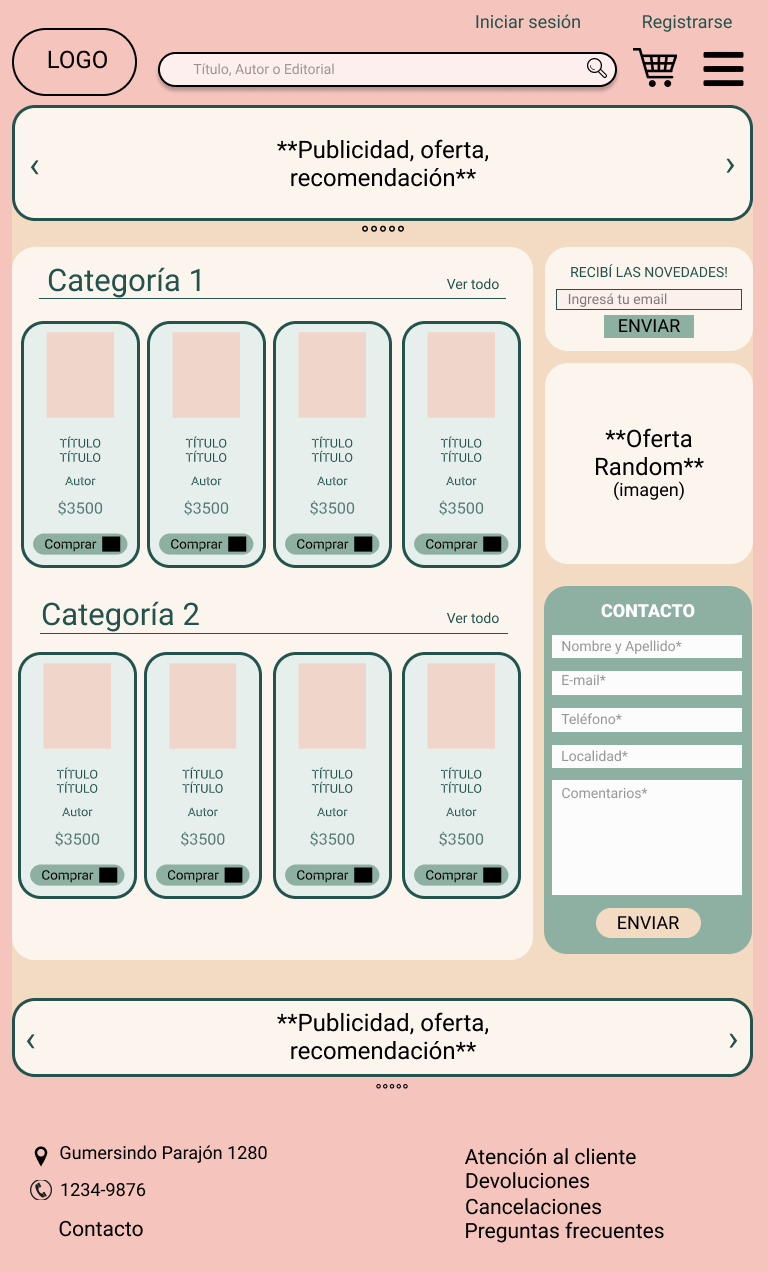 Iniciar sesión
Registrarse
LOGO
Título, Autor o Editorial
**Publicidad, oferta,
recomendación**
Categoría 1
Ver todo
TÍTULO
TÍTULO
Autor
$3500
Comprar
TÍTULO
TÍTULO
Autor
$3500
Comprar
TÍTULO
TÍTULO
Autor
$3500
Comprar
TÍTULO
TÍTULO
Autor
$3500
Comprar
Categoría 2
Ver todo
TÍTULO
TÍTULO
Autor
$3500
Comprar
TÍTULO
TÍTULO
Autor
$3500
Comprar
TÍTULO
TÍTULO
Autor
$3500
Comprar
TÍTULO
TÍTULO
Autor
$3500
Comprar
RECIBÍ LAS NOVEDADES!
Ingresá tu email
ENVIAR
**Oferta
Random**
(imagen)
CONTACTO
Nombre y Apellido*
E-mail*
Teléfono*
Localidad*
Comentarios*
ENVIAR
**Publicidad, oferta,
recomendación**
Gumersindo Parajón 1280
1234-9876
Contacto
Atención al cliente
Devoluciones
Cancelaciones
Preguntas frecuentes